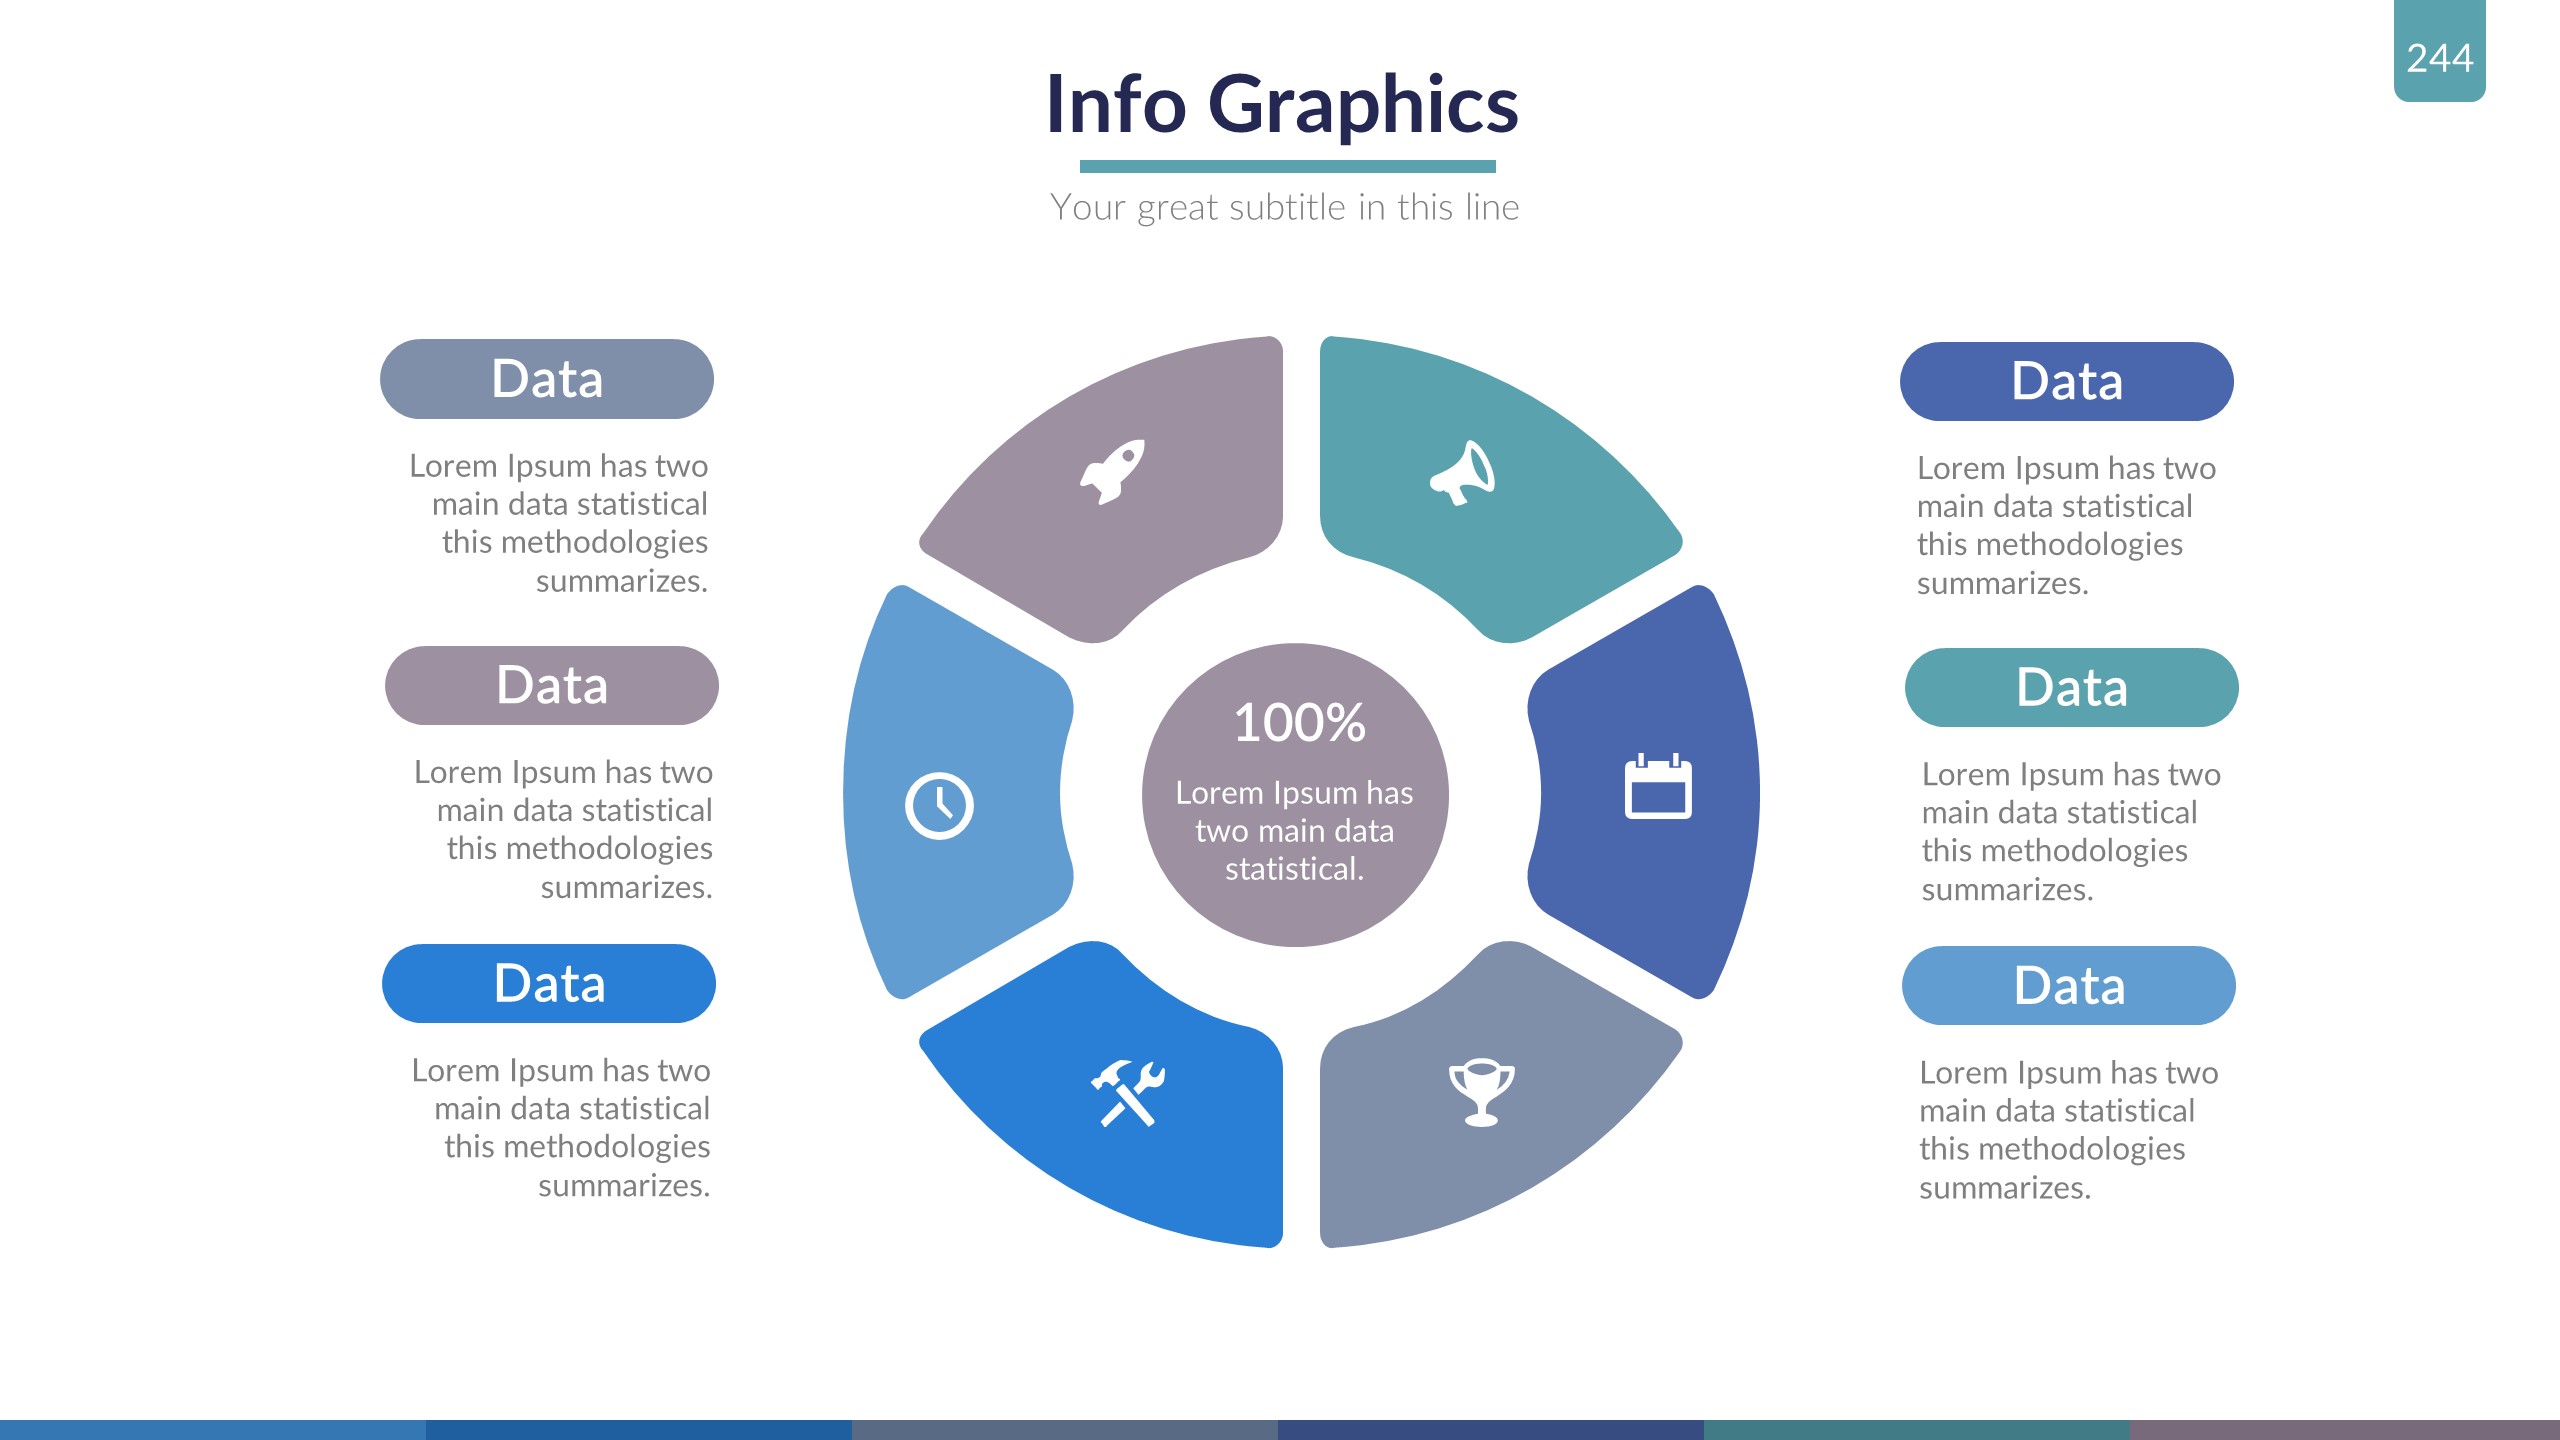 244
Info Graphics
Your great subtitle in this line
Data
Lorem Ipsum has two
main data statistical
this methodologies
summarizes.
Data
Lorem Ipsum has two
main data statistical
this methodologies
summarizes.
Data
Lorem Ipsum has two
main data statistical
this methodologies
summarizes.
100%
Lorem Ipsum has
two main data
statistical.
Data
Lorem Ipsum has two
main data statistical
this methodologies
summarizes.
Data
Lorem Ipsum has two
main data statistical
this methodologies
summarizes.
Data
Lorem Ipsum has two
main data statistical
this methodologies
summarizes.